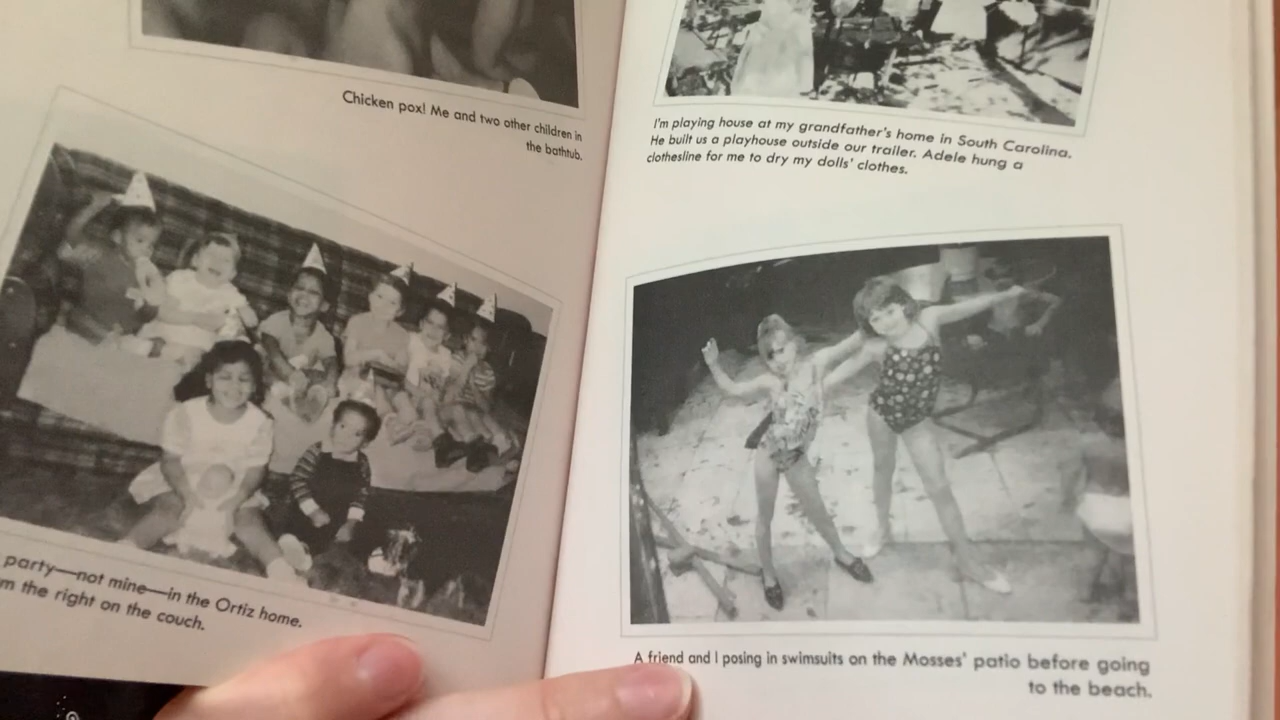 Chicken pox! Me and two other children in
the bathtub.
party—not mine—in the Ortiz home.
m the right on the couch.
I'm playing house at my grandfather's home in South Carolina.
He built us a playhouse outside our trailer. Adele hung a
clothesline for me to dry my dolls' clothes.
A friend and I posing in swimsuits on the Mosses' patio before going
to the beach.